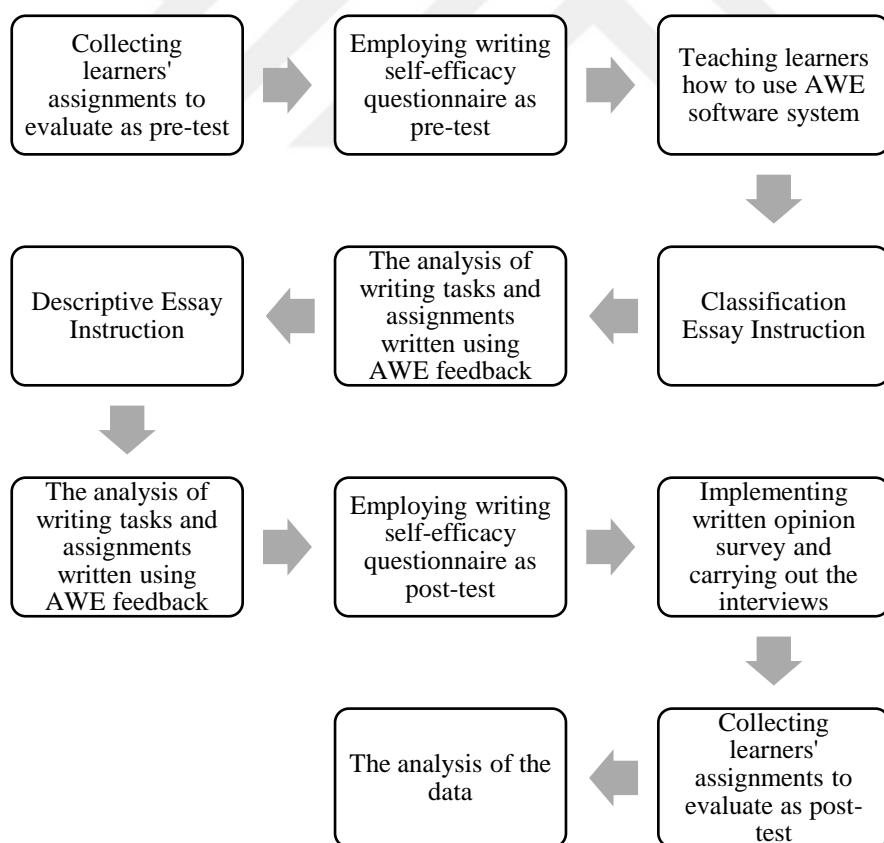 Collecting
learners'
assignments to
evaluate as pre-test
Employing writing
self-efficacy
questionnaire as
pre-test
Teaching learners
how to use AWE
software system
Classification
Essay Instruction
The analysis of
writing tasks and
assignments
written using
AWE feedback
Descriptive Essay
Instruction
The analysis of
writing tasks and
assignments
written using
AWE feedback
Employing writing
self-efficacy
questionnaire as
post-test
Implementing
written opinion
survey and
carrying out the
interviews
Collecting
learners'
assignments to
evaluate as post-
test
The analysis of the
data